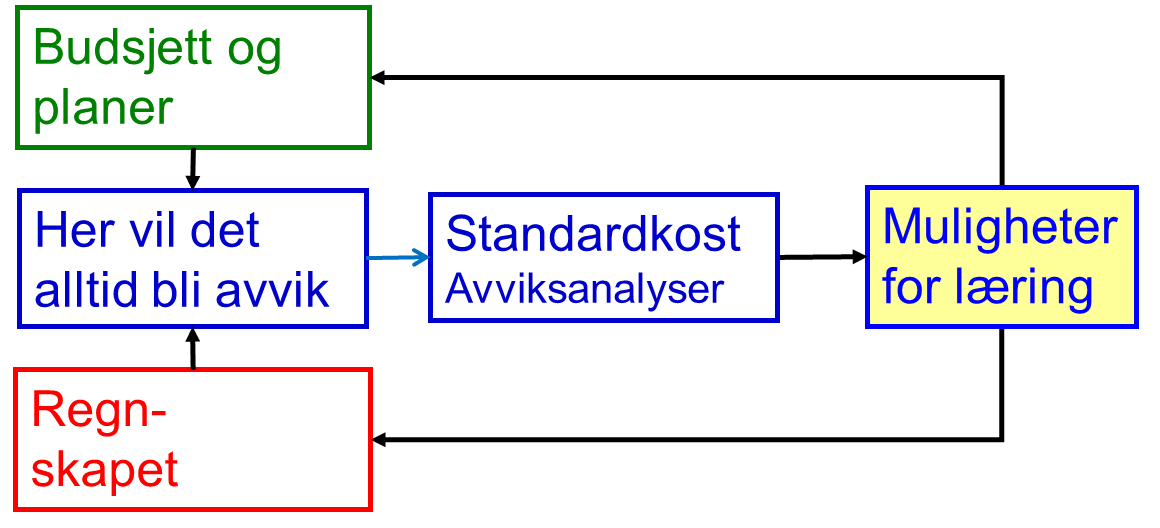 Budsjett og
planer
Her vil det
alltid bli avvik
Standardkost
Avviksanalyser
Muligheter
for læring
Regn-
skapet